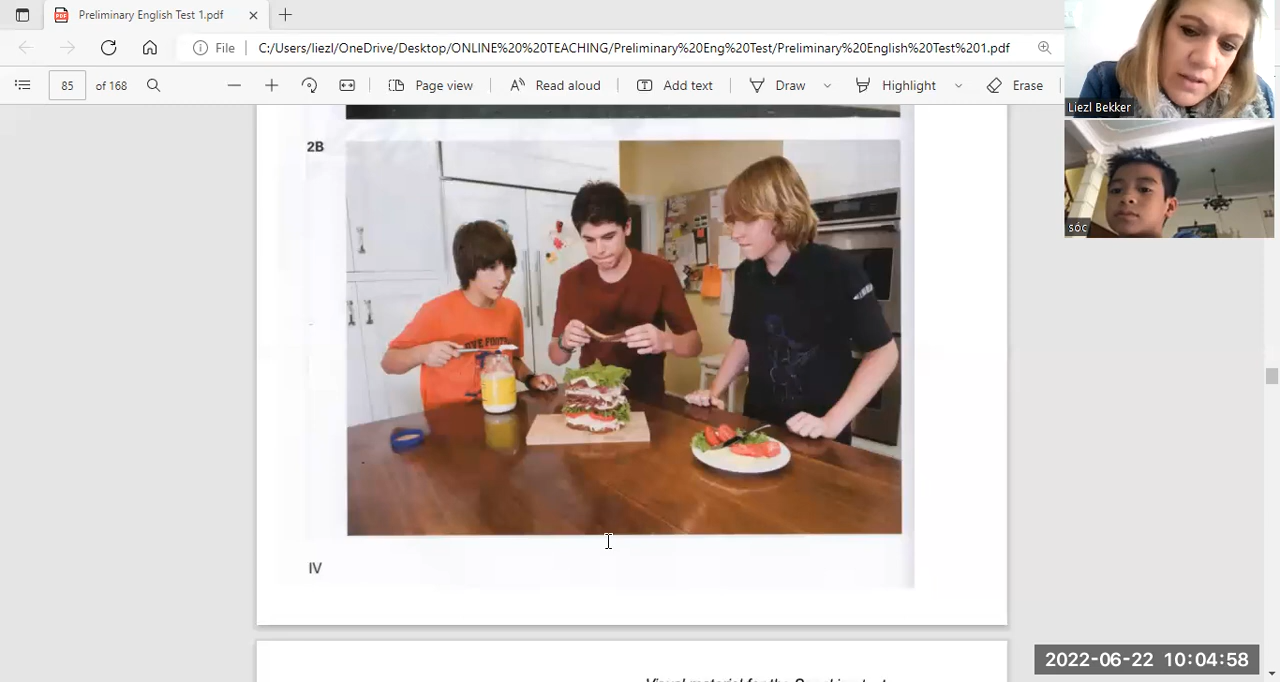 Preliminary English Test 1.pdf
File
C:/Users/liezl/OneDrive/Desktop/ONLINE%20%20TEACHING/Preliminary%20Eng%20Test/Preliminary%20English%20Test%201.pdf
85 of 168
Page view
Read aloud
Add text
Draw
Highlight
Erase
Liezl Bekker
sóc
2B
IV
2022-06-22 10:04:58